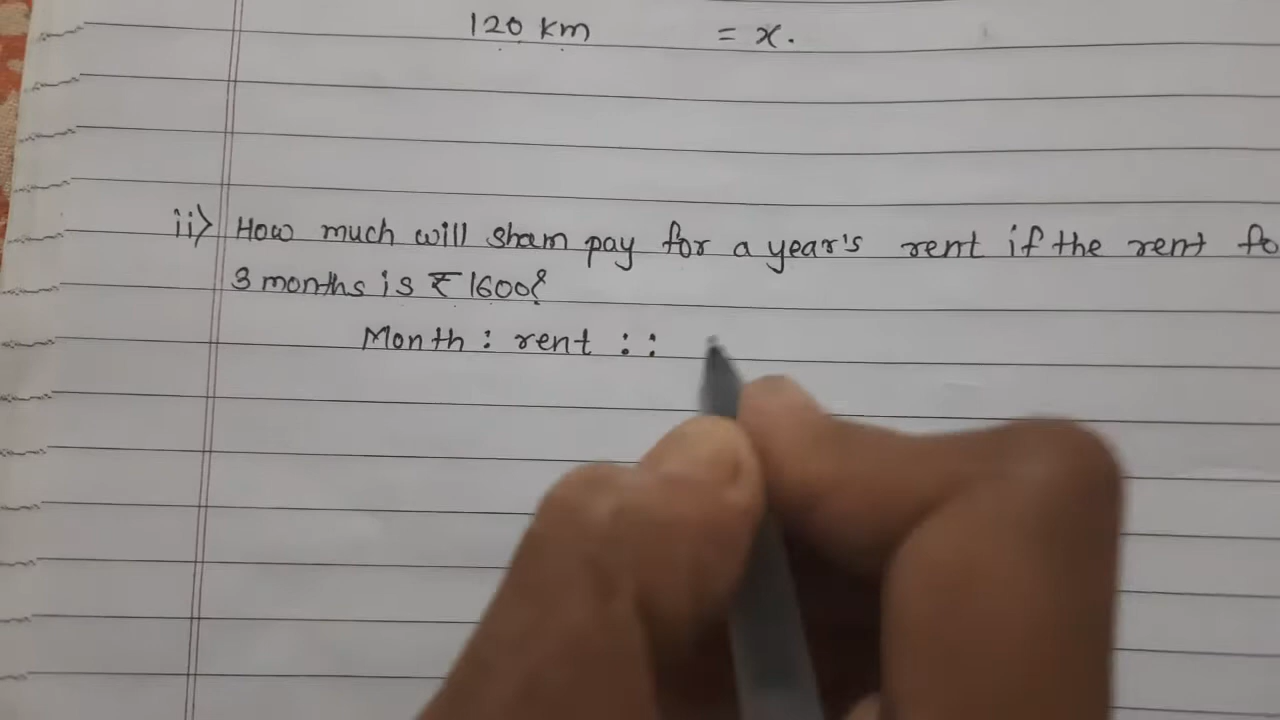 120 km = x.
ii) How much will sham pay for a year's rent if the rent fo
3 months is ₹1600?
Month : rent ::